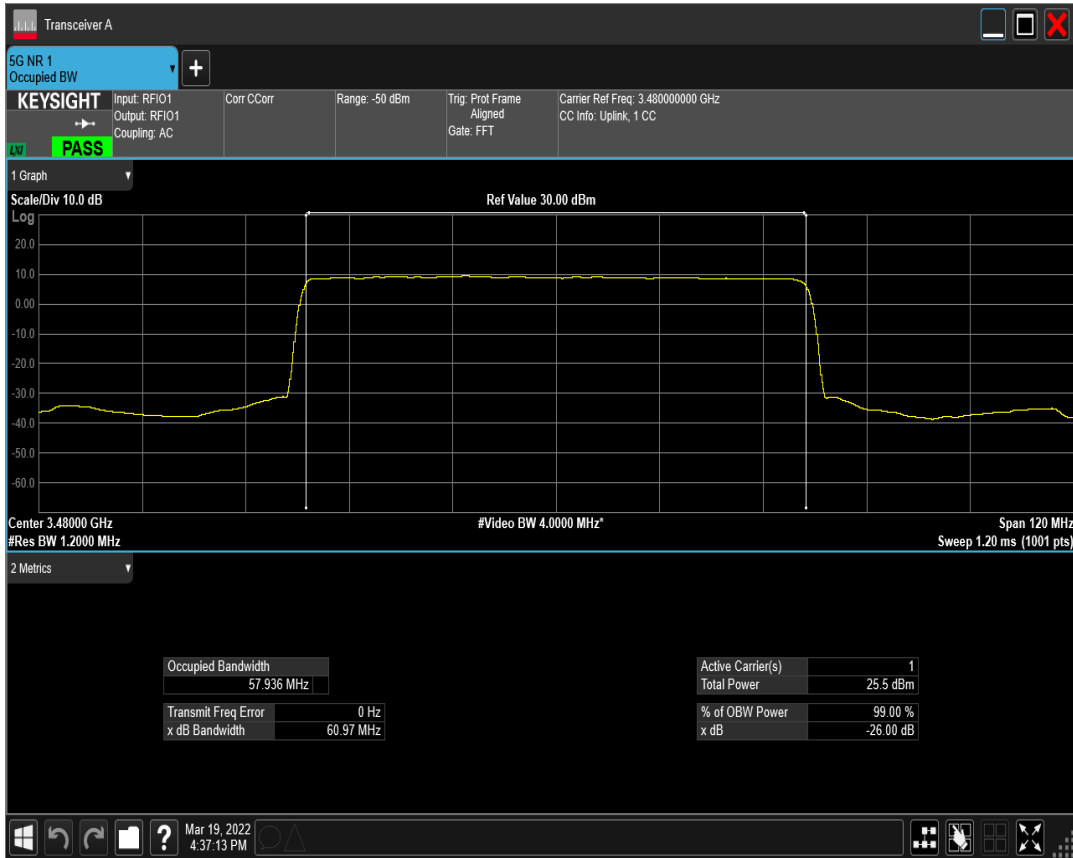 Transceiver A
5G NR 1
Occupied BW
KEYSIGHT
LXI
PASS
Input: RFIO1
Output: RFIO1
Coupling: AC
Corr CCorr
Range: -50 dBm
Trig: Prot Frame
Aligned
Gate: FFT
Carrier Ref Freq: 3.480000000 GHz
CC Info: Uplink, 1 CC
1 Graph
Scale/Div 10.0 dB
Ref Value 30.00 dBm
Log
20.0
10.0
0.00
-10.0
-20.0
-30.0
-40.0
-50.0
-60.0
Center 3.48000 GHz
#Video BW 4.0000 MHz*
Span 120 MHz
#Res BW 1.2000 MHz
Sweep 1.20 ms (1001 pts)
2 Metrics
Occupied Bandwidth
57.936 MHz
Transmit Freq Error 0 Hz
x dB Bandwidth 60.97 MHz
Active Carrier(s) 1
Total Power 25.5 dBm
% of OBW Power 99.00 %
x dB -26.00 dB
?
Mar 19, 2022
4:37:13 PM